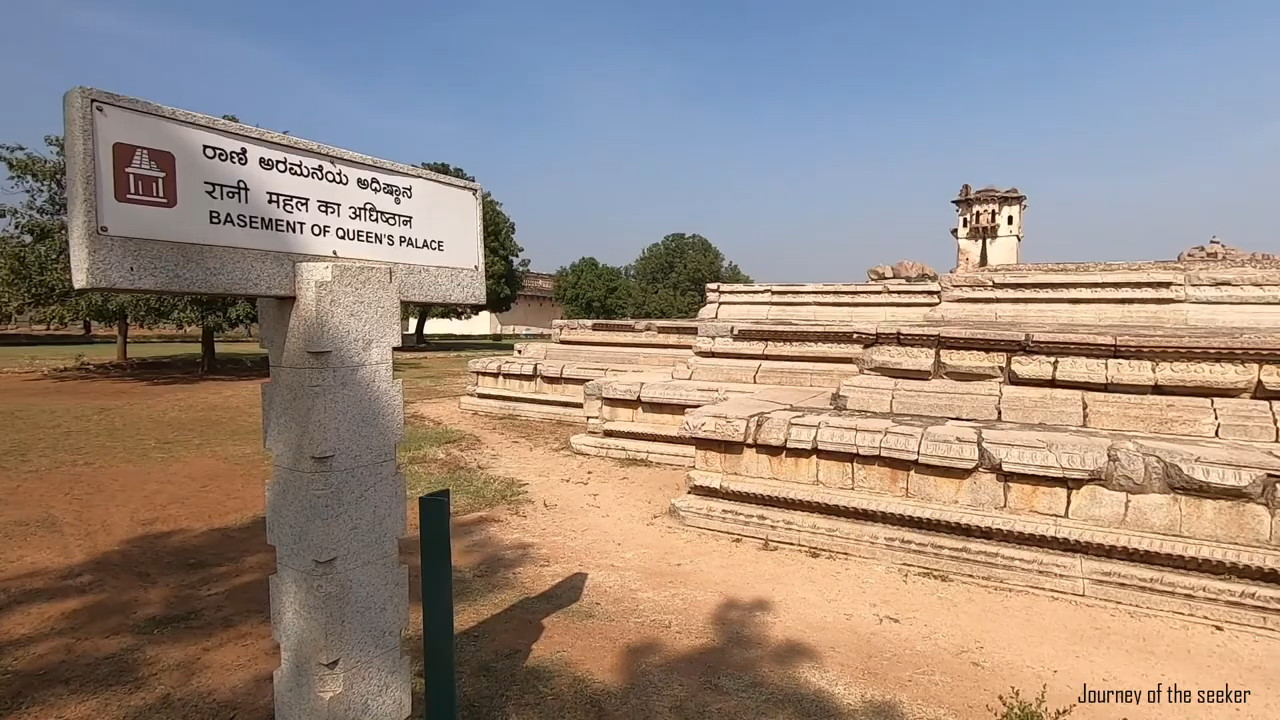 ರಾಣಿ ಅರಮನೆಯ ಅಧಿಷ್ಠಾನ
रानी महल का अधिष्ठान
BASEMENT OF QUEEN'S PALACE
Journey of the seeker